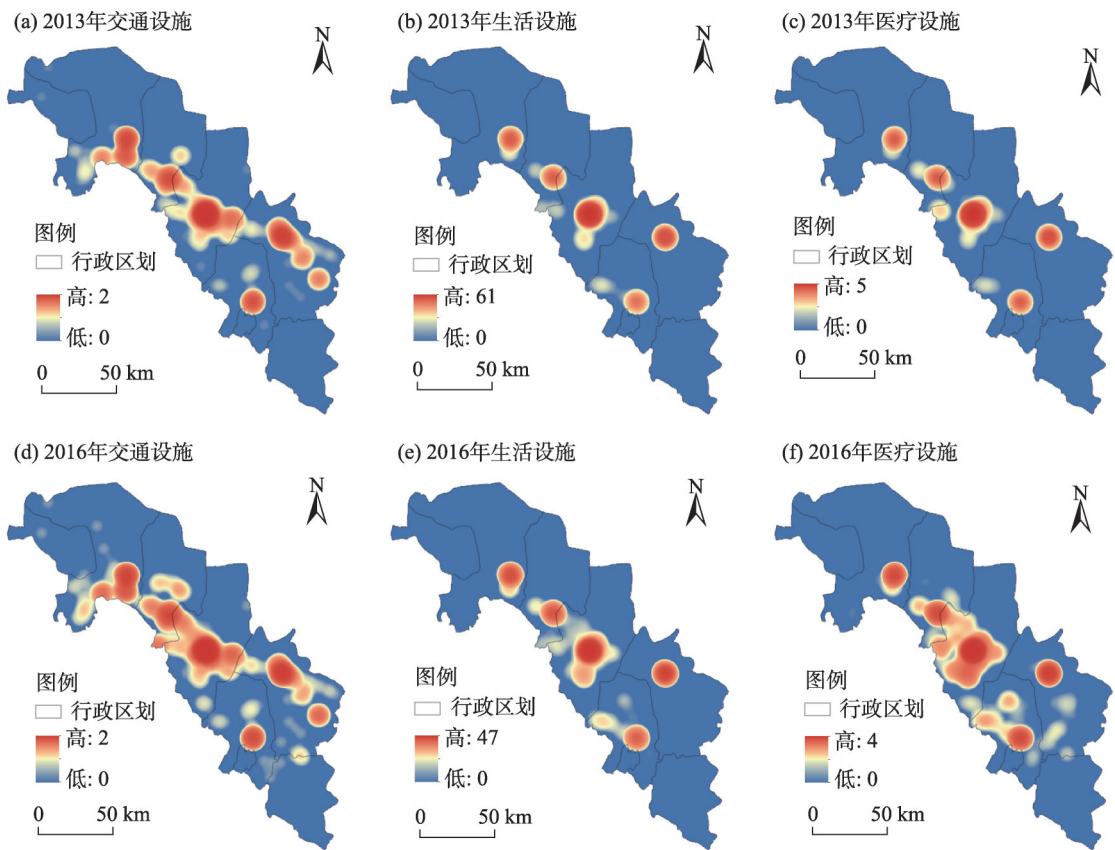 (a) 2013年交通设施
N
图例
行政区划
高: 2
低: 0
0 50 km
(b) 2013年生活设施
N
图例
行政区划
高: 61
低: 0
0 50 km
(c) 2013年医疗设施
N
图例
行政区划
高: 5
低: 0
0 50 km
(d) 2016年交通设施
N
图例
行政区划
高: 2
低: 0
0 50 km
(e) 2016年生活设施
N
图例
行政区划
高: 47
低: 0
0 50 km
(f) 2016年医疗设施
N
图例
行政区划
高: 4
低: 0
0 50 km